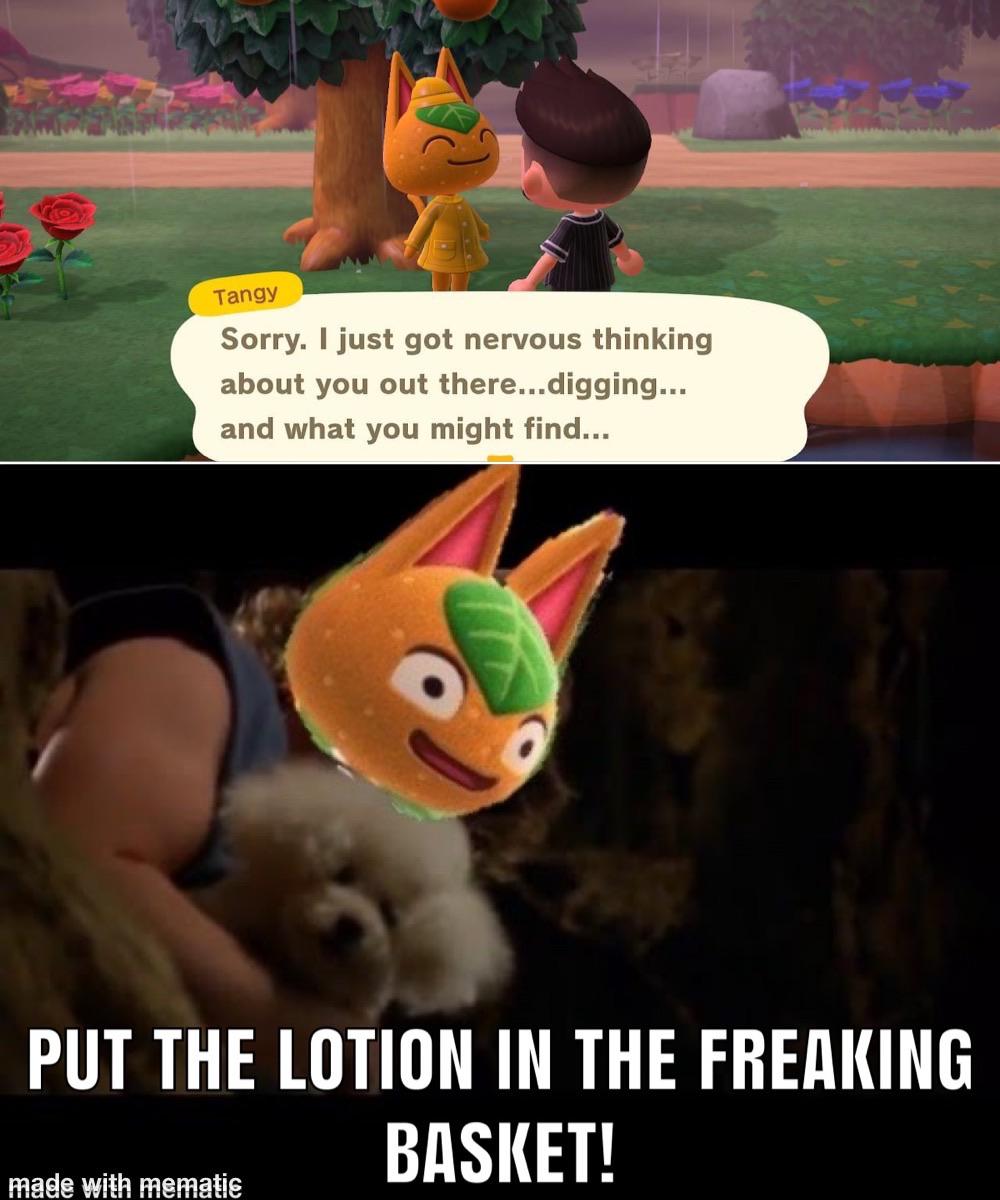 Tangy
Sorry. I just got nervous thinking
about you out there...digging...
and what you might find...
PUT THE LOTION IN THE FREAKING
BASKET!
made with mematic